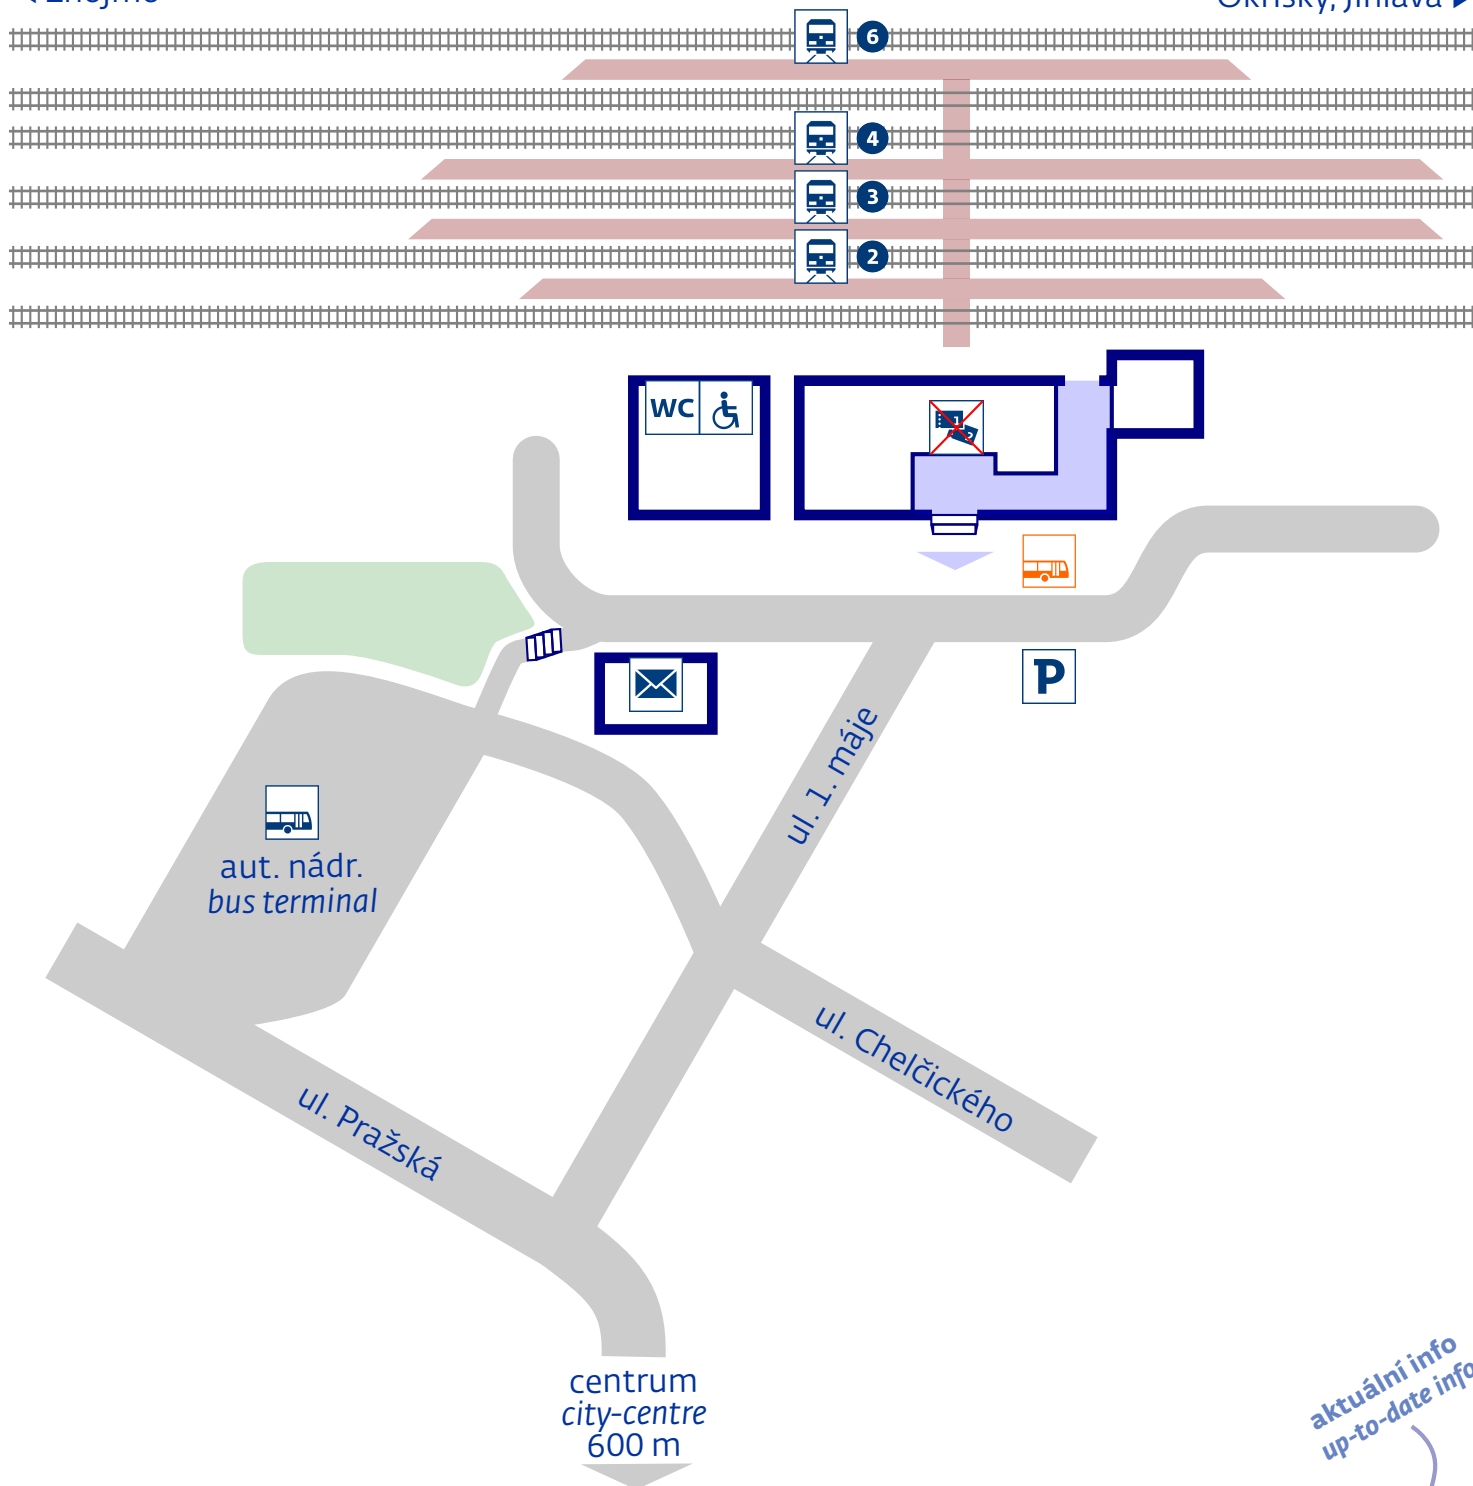 6
4
3
2
WC
P
ul. 1. máje
aut. nádr.
bus terminal
ul. Chelčického
ul. Pražská
centrum
city-centre
600 m
aktuální info
up-to-date info